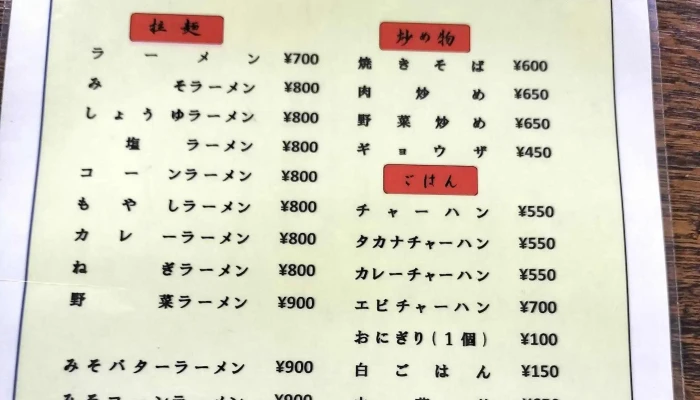 拉麺
ラーメン ¥700
みそラーメン ¥800
しょうゆラーメン ¥800
塩ラーメン ¥800
コーンラーメン ¥800
もやしラーメン ¥800
カレーラーメン ¥800
ねぎラーメン ¥800
野菜ラーメン ¥900
みそバターラーメン ¥900
炒め物
焼きそば ¥600
肉炒め ¥650
野菜炒め ¥650
ギョウザ ¥450
ごはん
チャーハン ¥550
タカナチャーハン ¥550
カレーチャーハン ¥550
エビチャーハン ¥700
おにぎり(1個) ¥100
白ごはん ¥150